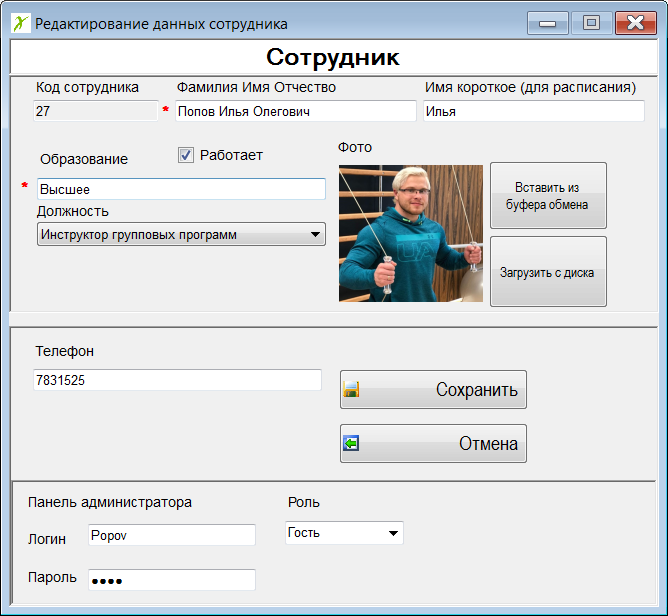 Редактирование данных сотрудника
Сотрудник
Код сотрудника
Фамилия Имя Отчество
Имя короткое (для расписания)
27
* Попов Илья Олегович
Илья
Образование
Работает
Фото
* Высшее
Должность
Инструктор групповых программ
Вставить из
буфера обмена
Загрузить с диска
Телефон
7831525
Сохранить
Отмена
Панель администратора
Роль
Логин
Popov
Гость
Пароль
●●●●